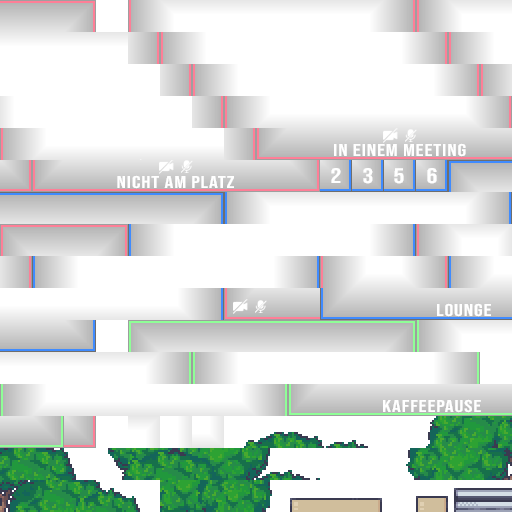 IN EINEM MEETING
NICHT AM PLATZ
2 3 5 6
LOUNGE
KAFFEEPAUSE